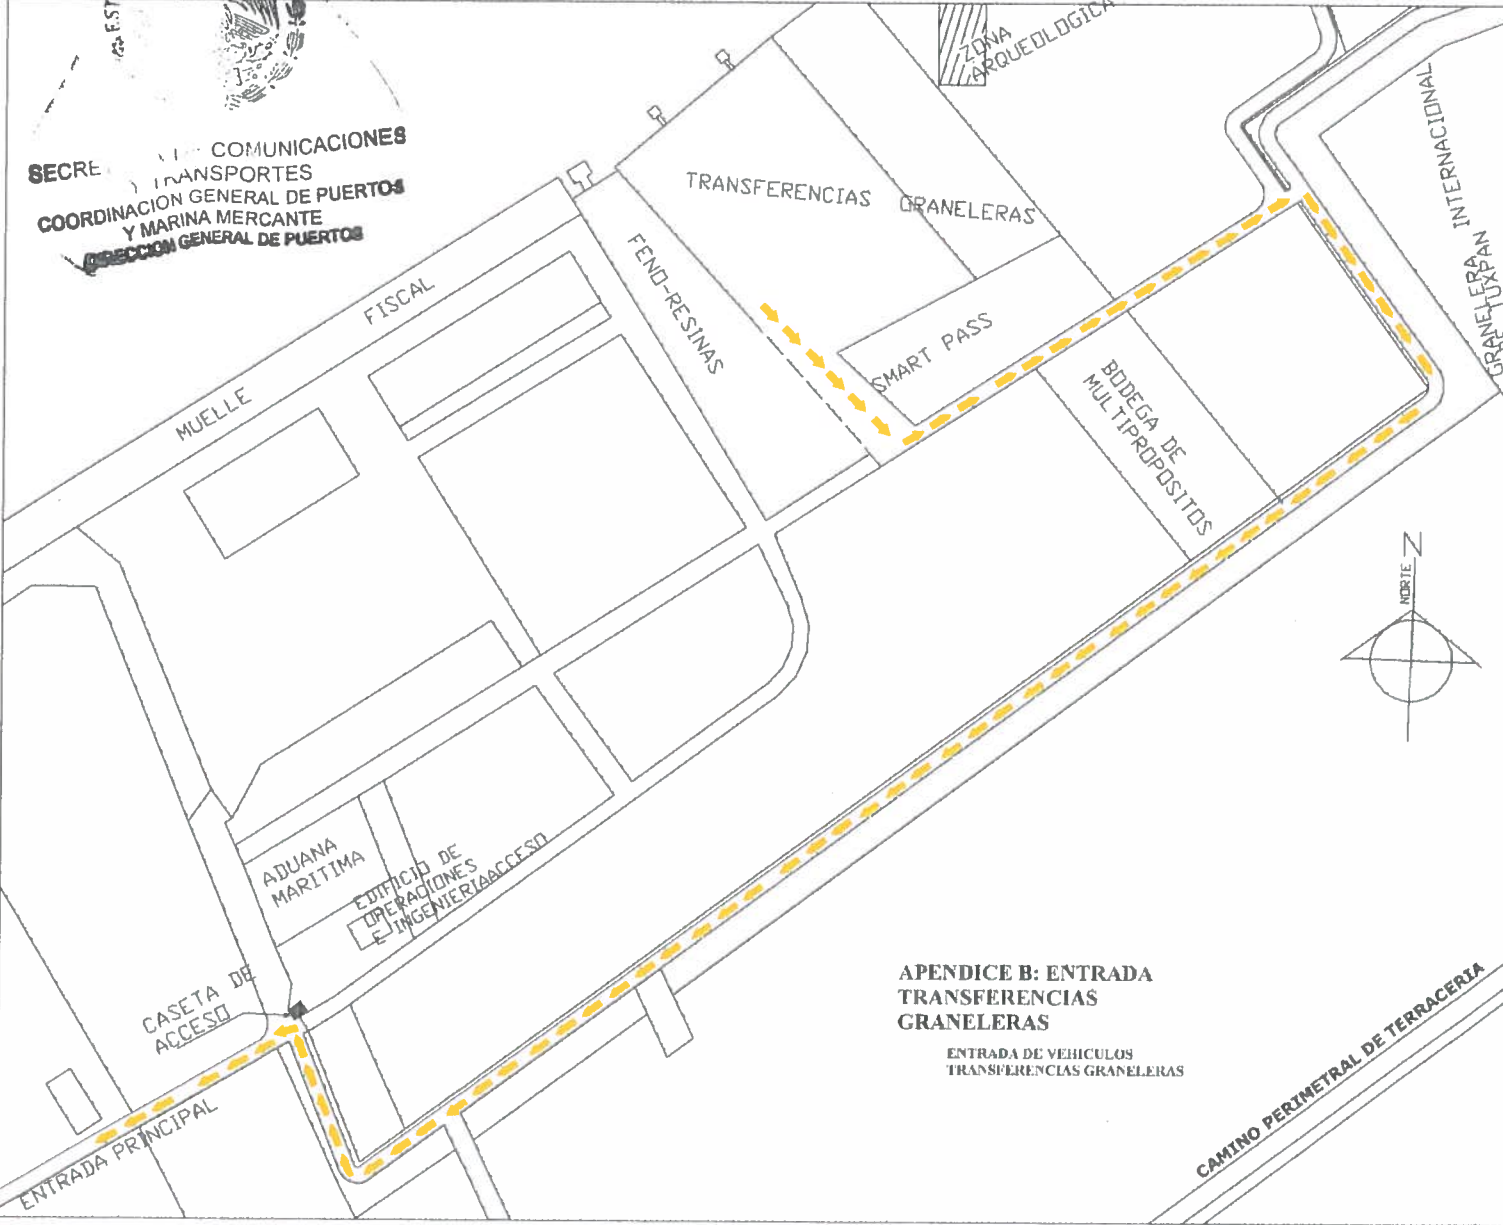 SECRE COMUNICACIONES
Y TRANSPORTES
COORDINACION GENERAL DE PUERTOS
Y MARINA MERCANTE
DIRECCION GENERAL DE PUERTOS
ZONA
ARQUEOLOGICA
TRANSFERENCIAS GRANELERAS
GRANELERA INTERNACIONAL
DE TUXPAN
MUELLE FISCAL
FENO-RESINAS
SMART PASS
BODEGA DE
MULTIPROPOSITOS
N
NORTE
ADUANA
MARITIMA
EDIFICIO DE
OPERACIONES
E INGENIERIA
ACCESO
CASETA DE
ACCESO
ENTRADA PRINCIPAL
APENDICE B: ENTRADA
TRANSFERENCIAS
GRANELERAS
ENTRADA DE VEHICULOS
TRANSFERENCIAS GRANELERAS
CAMINO PERIMETRAL DE TERRACERIA